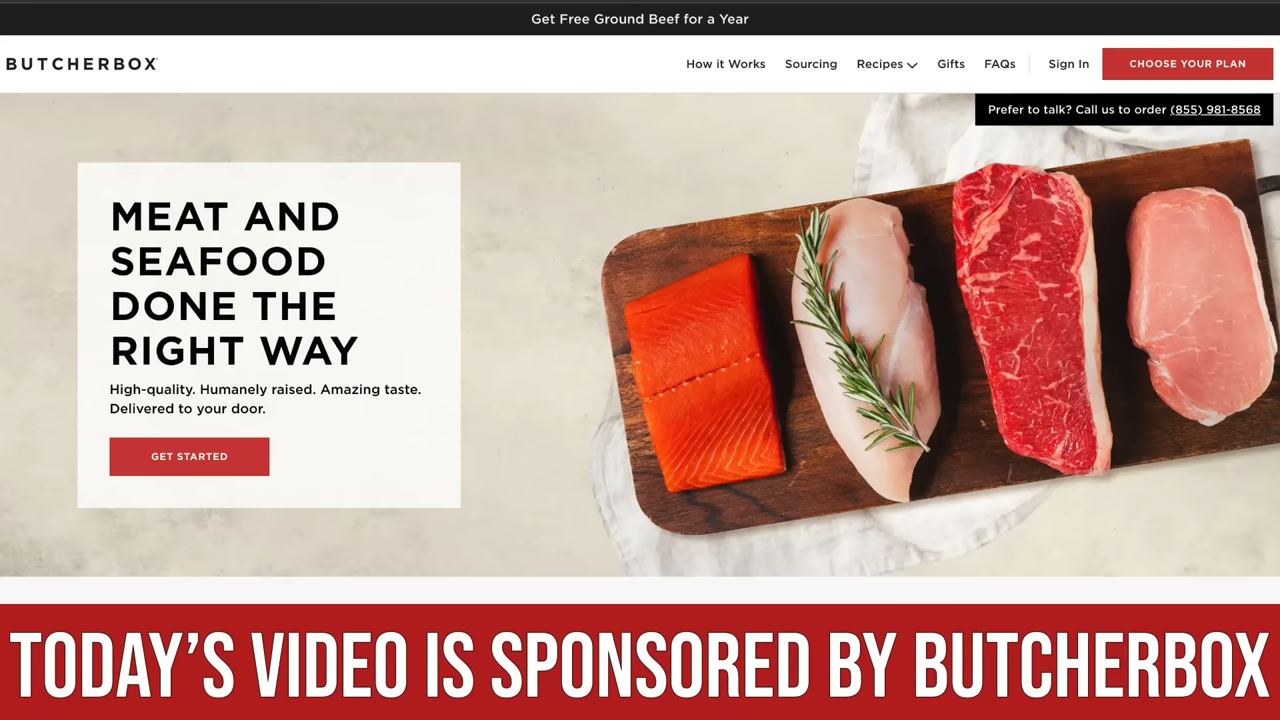 Get Free Ground Beef for a Year
BUTCHERBOX
How it Works Sourcing Recipes Gifts FAQs Sign In CHOOSE YOUR PLAN
Prefer to talk? Call us to order (855) 981-8568
MEAT AND
SEAFOOD
DONE THE
RIGHT WAY
High-quality. Humanely raised. Amazing taste.
Delivered to your door.
GET STARTED
TODAY'S VIDEO IS SPONSORED BY BUTCHERBOX